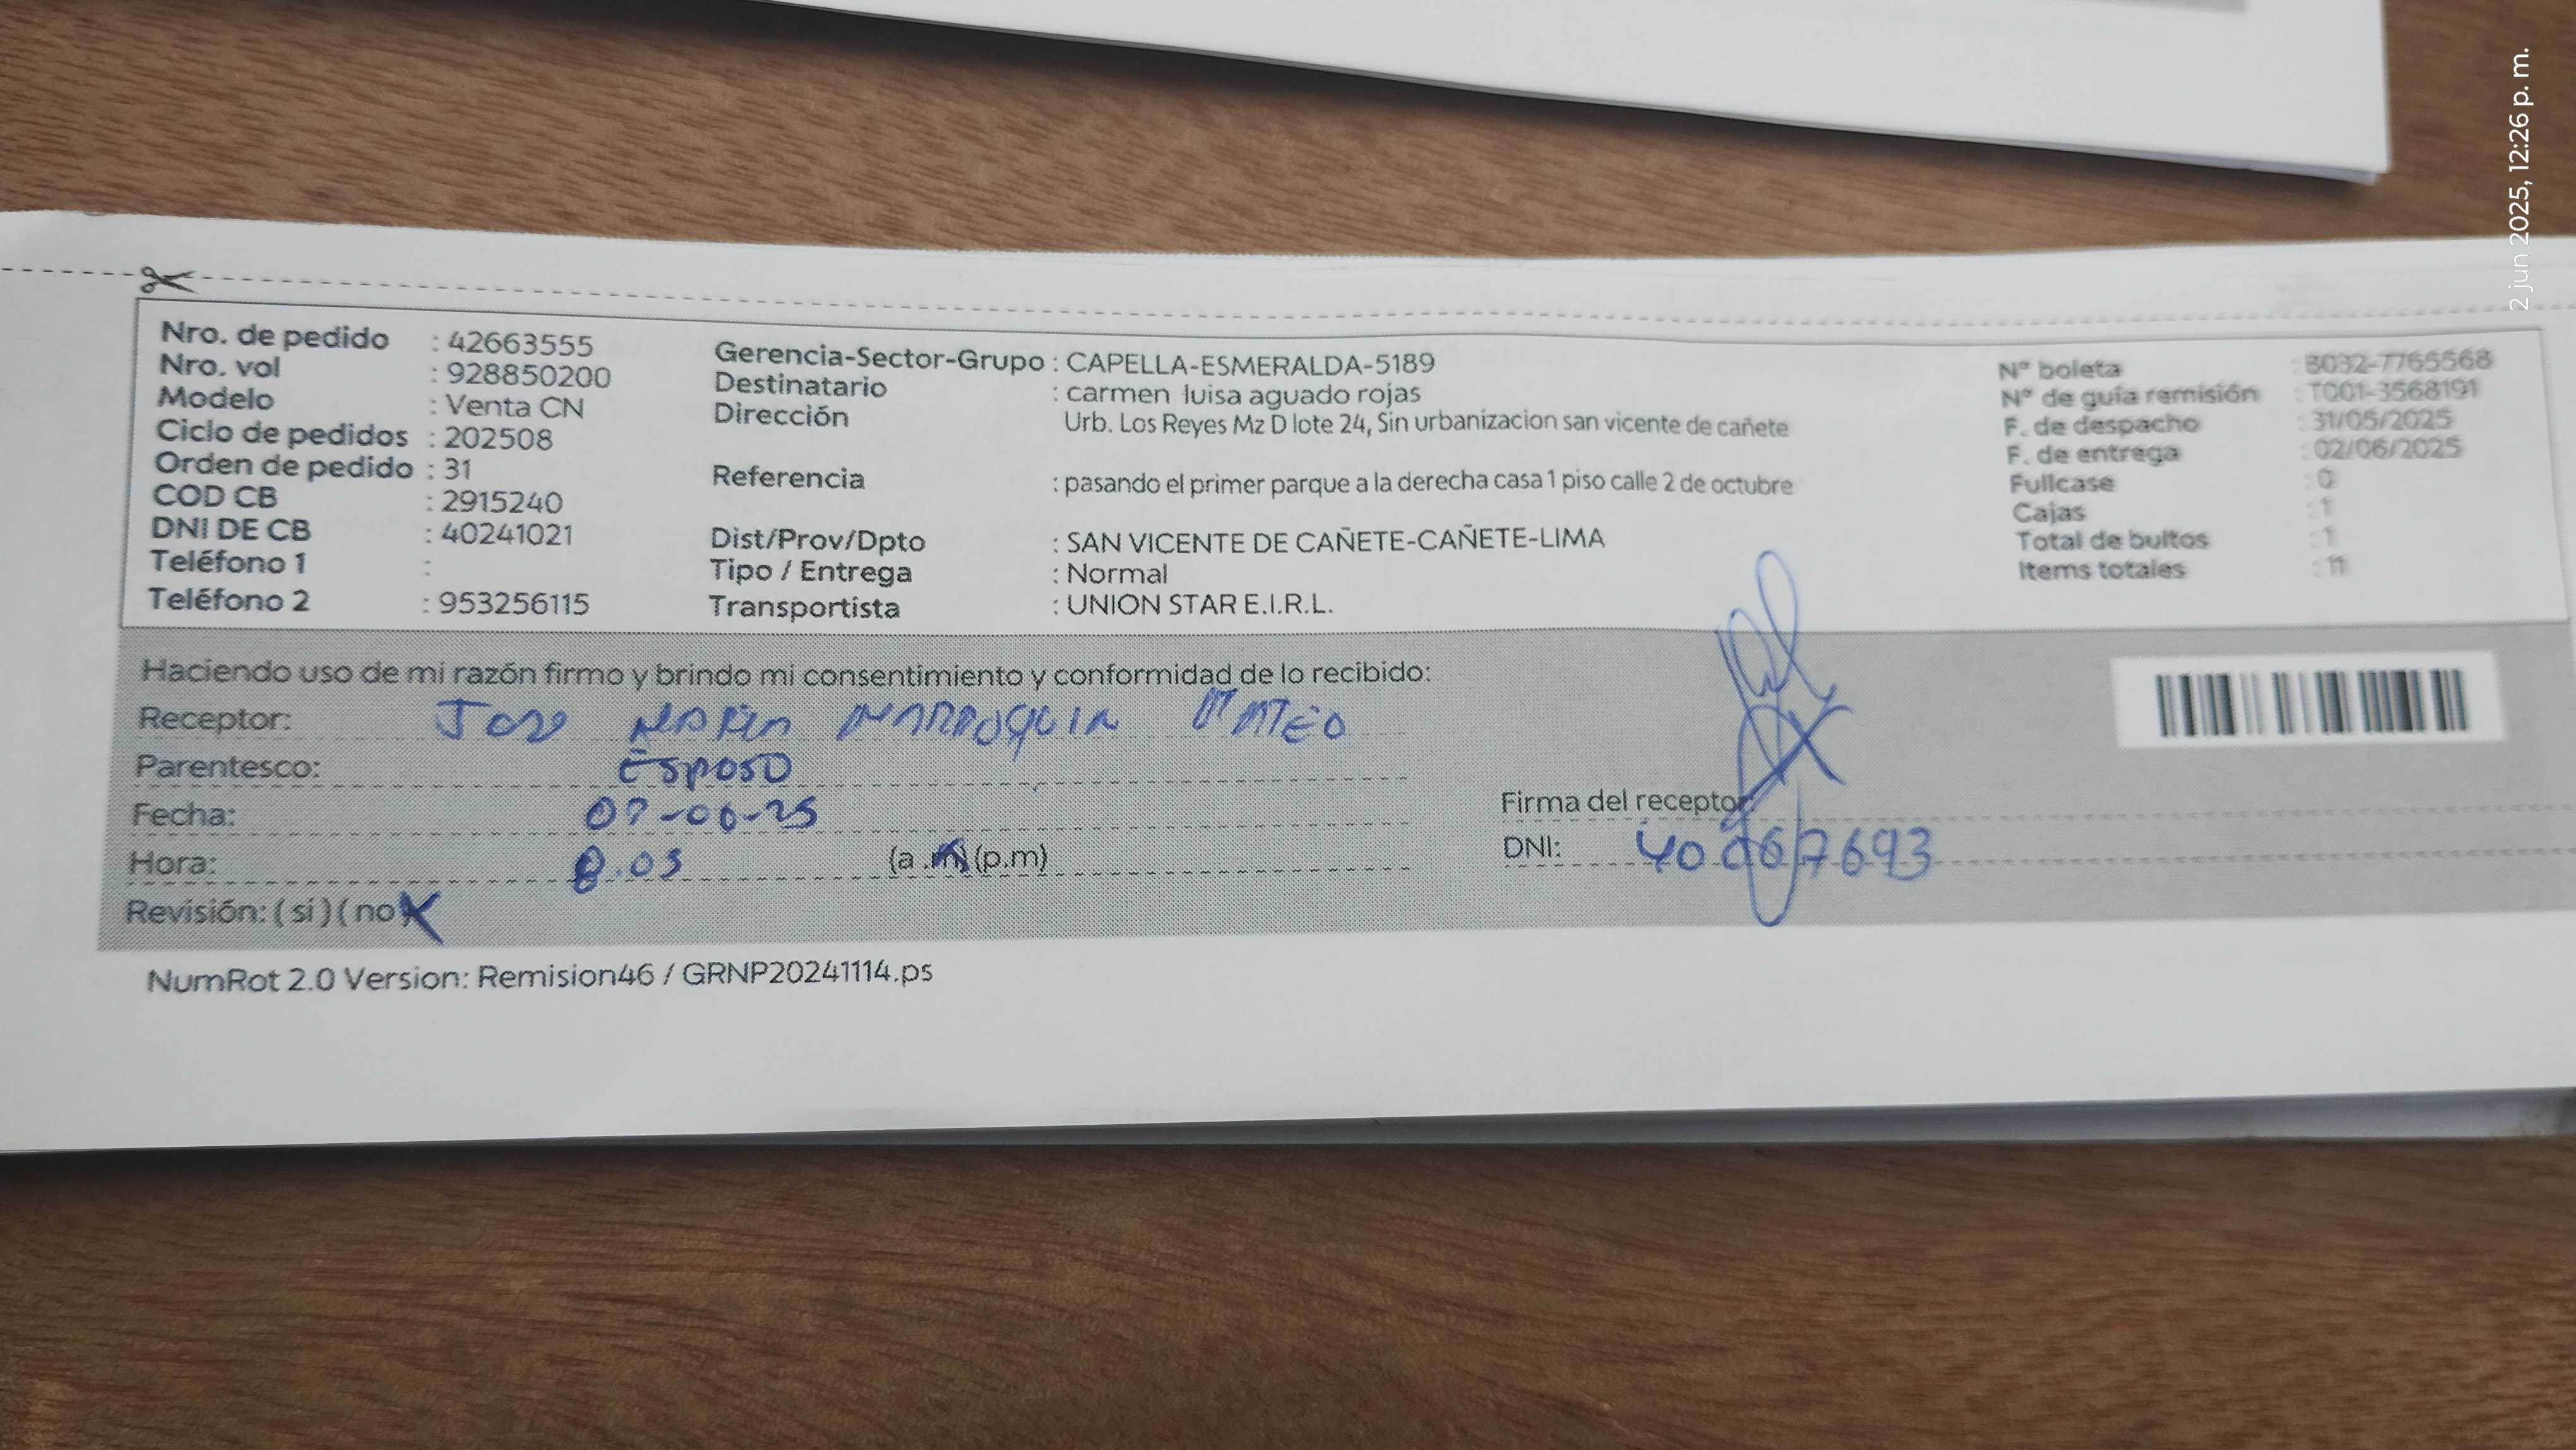 2 jun 2025, 12:26 p. m.
Nro. de pedido : 42663555
Nro. vol : 928850200
Modelo : Venta CN
Ciclo de pedidos : 202508
Orden de pedido : 31
COD CB : 2915240
DNI DE CB : 40241021
Teléfono 1 :
Teléfono 2 : 953256115
Gerencia-Sector-Grupo : CAPELLA-ESMERALDA-5189
Destinatario : carmen luisa aguado rojas
Dirección Urb. Los Reyes Mz D lote 24, Sin urbanizacion san vicente de cañete
Referencia : pasando el primer parque a la derecha casa 1 piso calle 2 de octubre
Dist/Prov/Dpto : SAN VICENTE DE CAÑETE-CAÑETE-LIMA
Tipo / Entrega : Normal
Transportista : UNION STAR E.I.R.L.
N° boleta : B032-7765568
N° de guía remisión : T001-3568191
F. de despacho : 31/05/2025
F. de entrega : 02/06/2025
Fullcase : 0
Cajas : 1
Total de bultos : 1
Items totales : 11
Haciendo uso de mi razón firmo y brindo mi consentimiento y conformidad de lo recibido:
Receptor: MARROQUIN MATEO
Parentesco: Esposo
Fecha:
Hora: 8.05 (a.m) (p.m)
Revisión: (si) (no)
Firma del receptor:
DNI:
NumRot 2.0 Version: Remision46 / GRNP20241114.ps